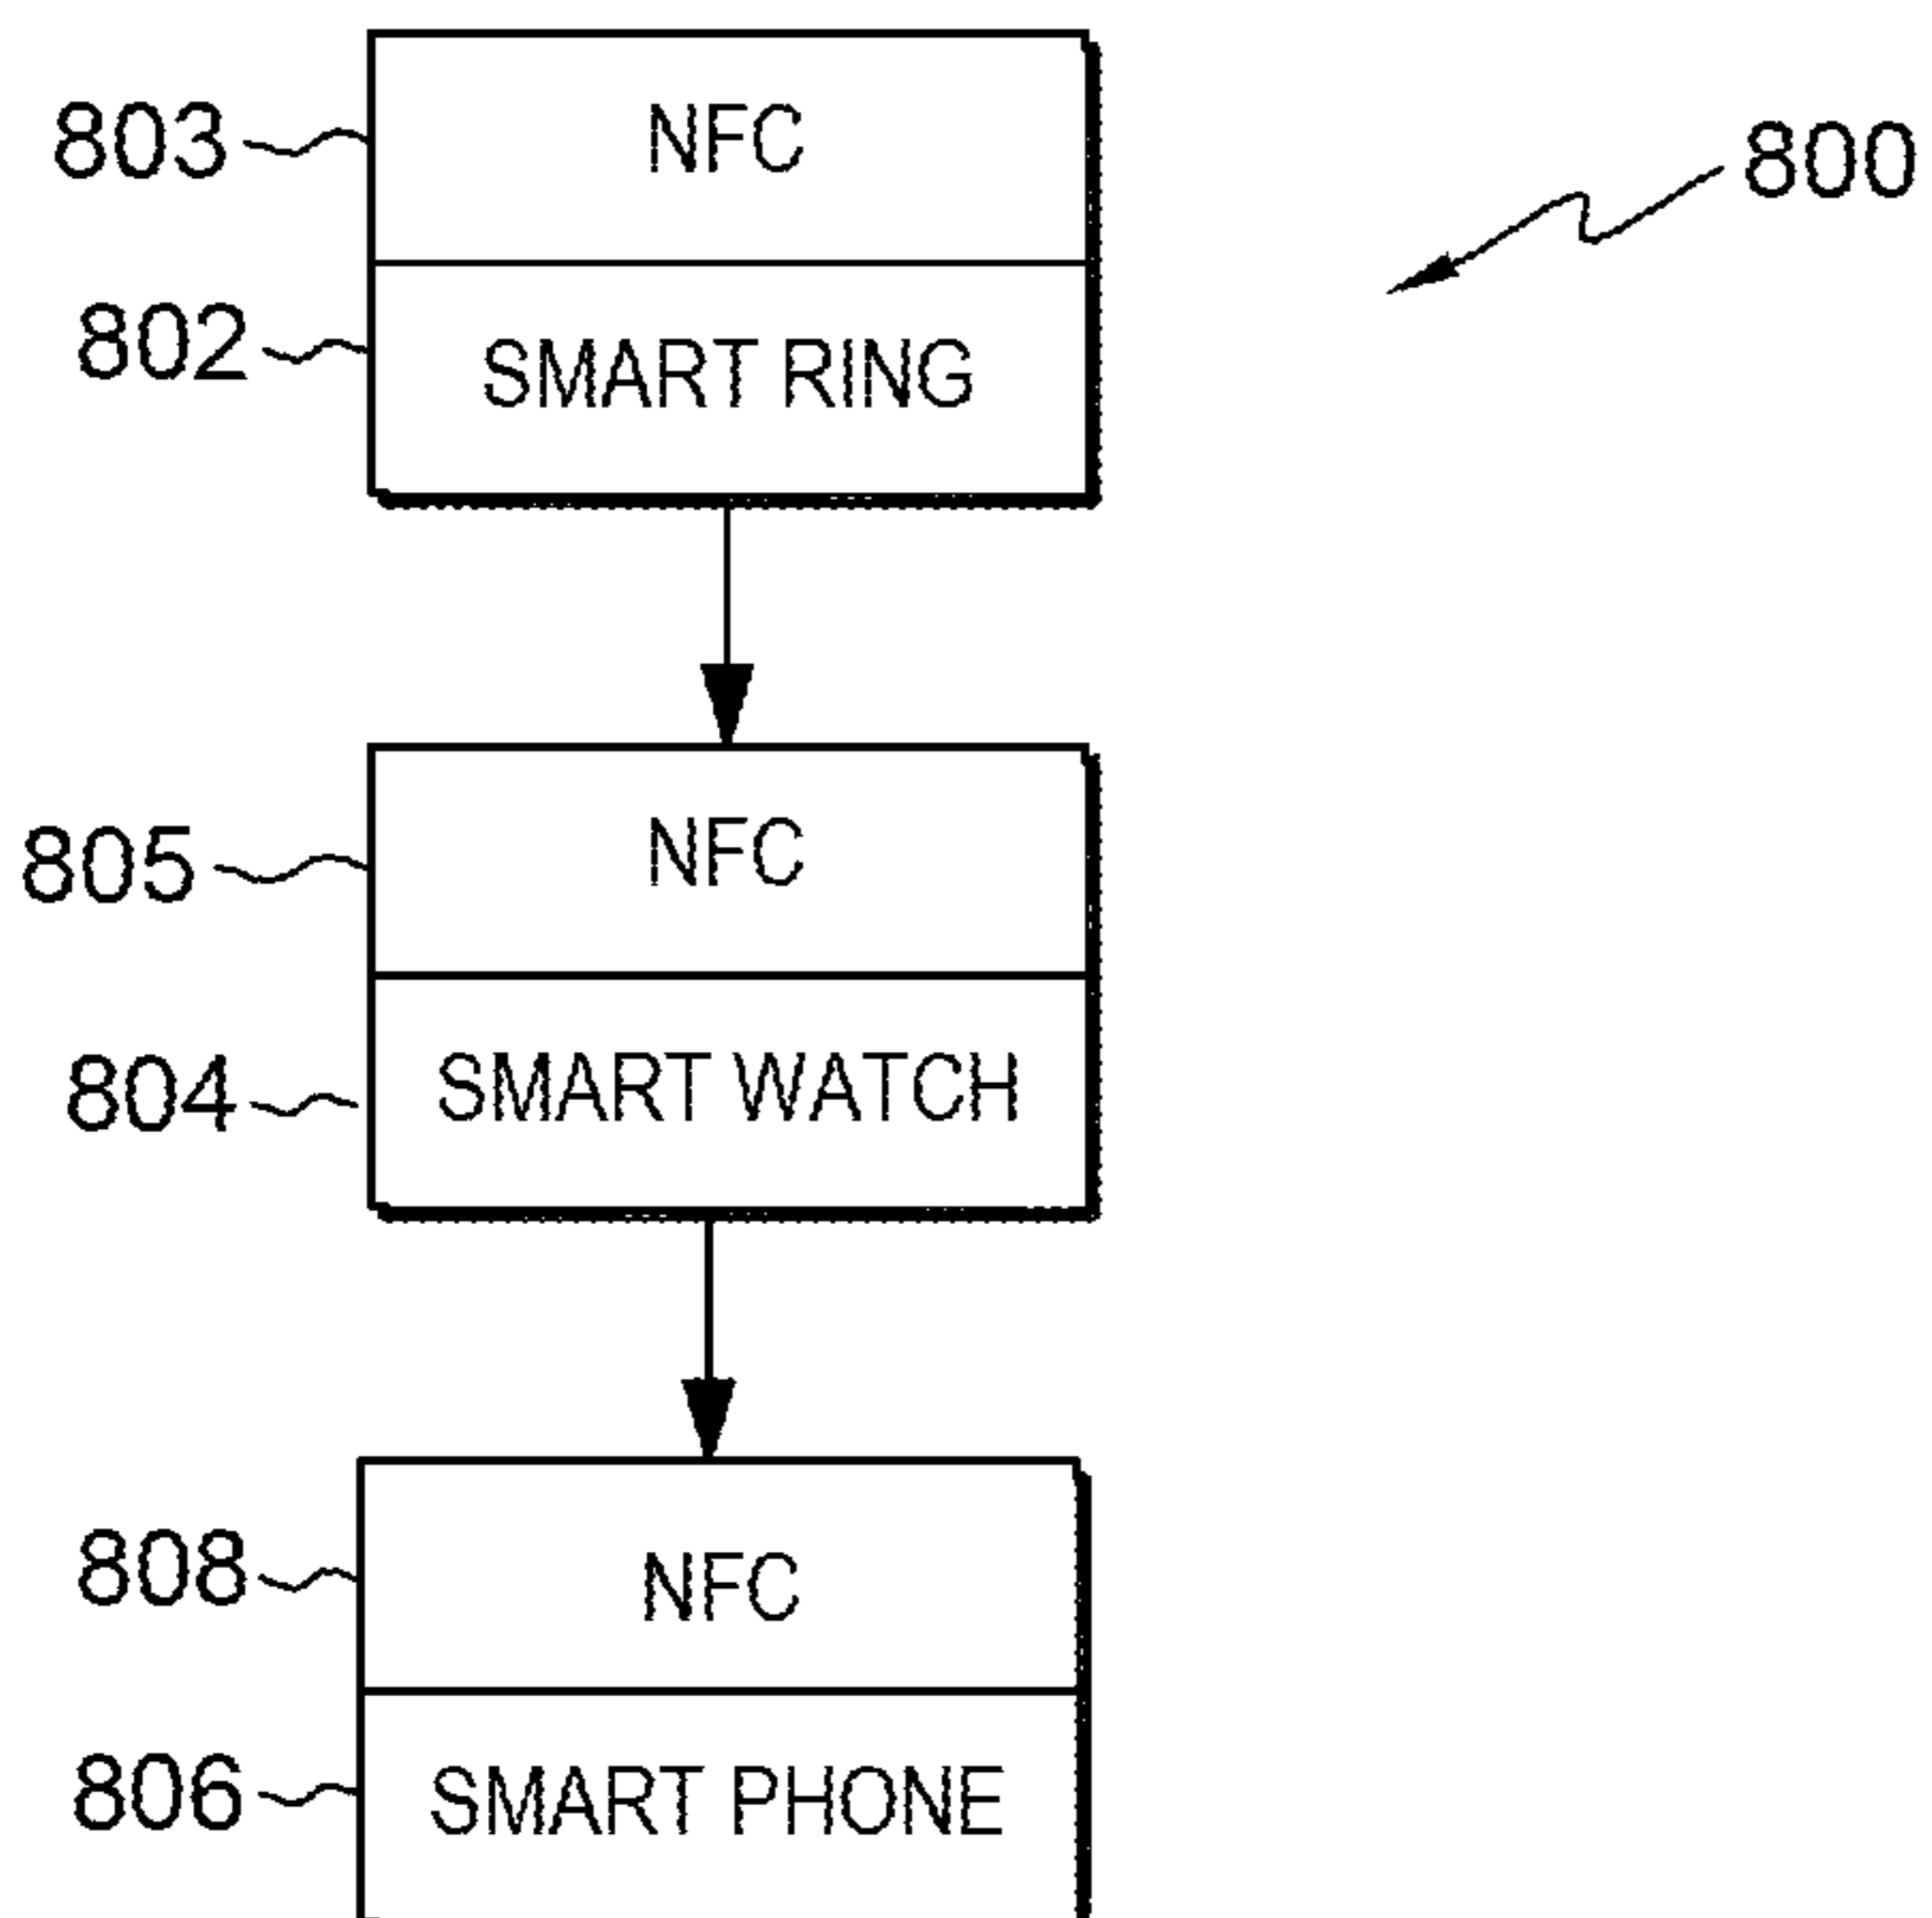 803
NFC
800
802
SMART RING
805
NFC
804
SMART WATCH
808
NFC
806
SMART PHONE